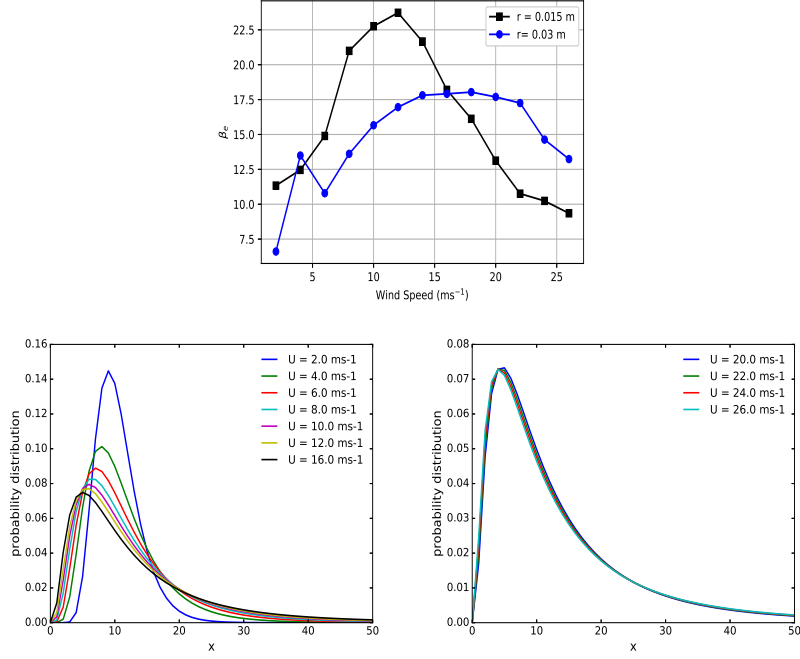 22.5
20.0
17.5
15.0
12.5
10.0
7.5
βₑ
r = 0.015 m
r= 0.03 m
5 10 15 20 25
Wind Speed (ms⁻¹)
0.16
0.14
0.12
0.10
0.08
0.06
0.04
0.02
0.00
probability distribution
U = 2.0 ms-1
U = 4.0 ms-1
U = 6.0 ms-1
U = 8.0 ms-1
U = 10.0 ms-1
U = 12.0 ms-1
U = 16.0 ms-1
0 10 20 30 40 50
x
0.08
0.07
0.06
0.05
0.04
0.03
0.02
0.01
0.00
probability distribution
U = 20.0 ms-1
U = 22.0 ms-1
U = 24.0 ms-1
U = 26.0 ms-1
0 10 20 30 40 50
x